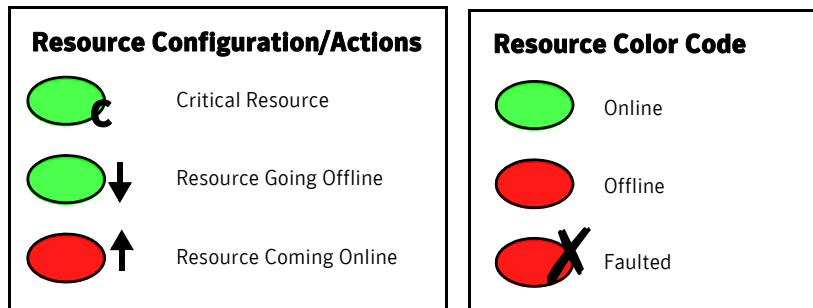 Resource Configuration/Actions
C
Critical Resource
Resource Going Offline
Resource Coming Online
Resource Color Code
Online
Offline
X
Faulted